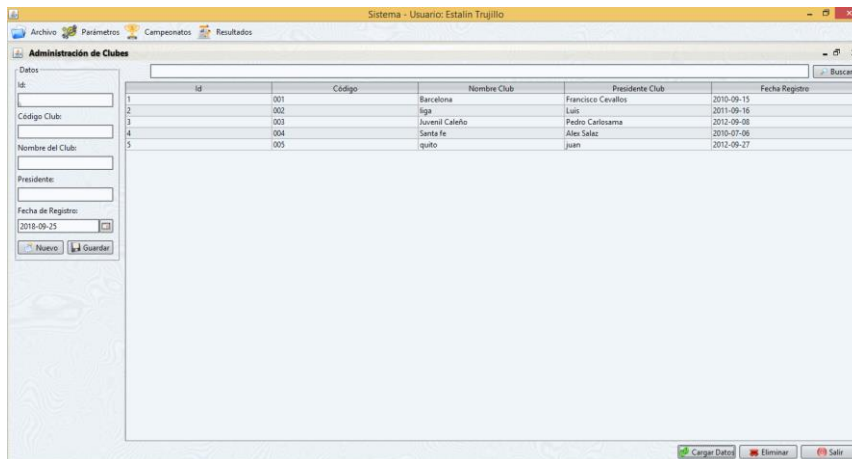 Sistema - Usuario: Estalin Trujillo
Archivo Parámetros Campeonatos Resultados
Administración de Clubes
Datos
Id:
Código Club:
Nombre del Club:
Presidente:
Fecha de Registro:
2018-09-25
Nuevo Guardar
Buscar
Id Código Nombre Club Presidente Club Fecha Registro
1 001 Barcelona Francisco Cevallos 2010-09-15
2 002 liga Luis 2011-09-16
3 003 Juvenil Caleño Pedro Carlosama 2012-09-08
4 004 Santa fe Alex Salaz 2010-07-06
5 005 quito juan 2012-09-27
Cargar Datos Eliminar Salir